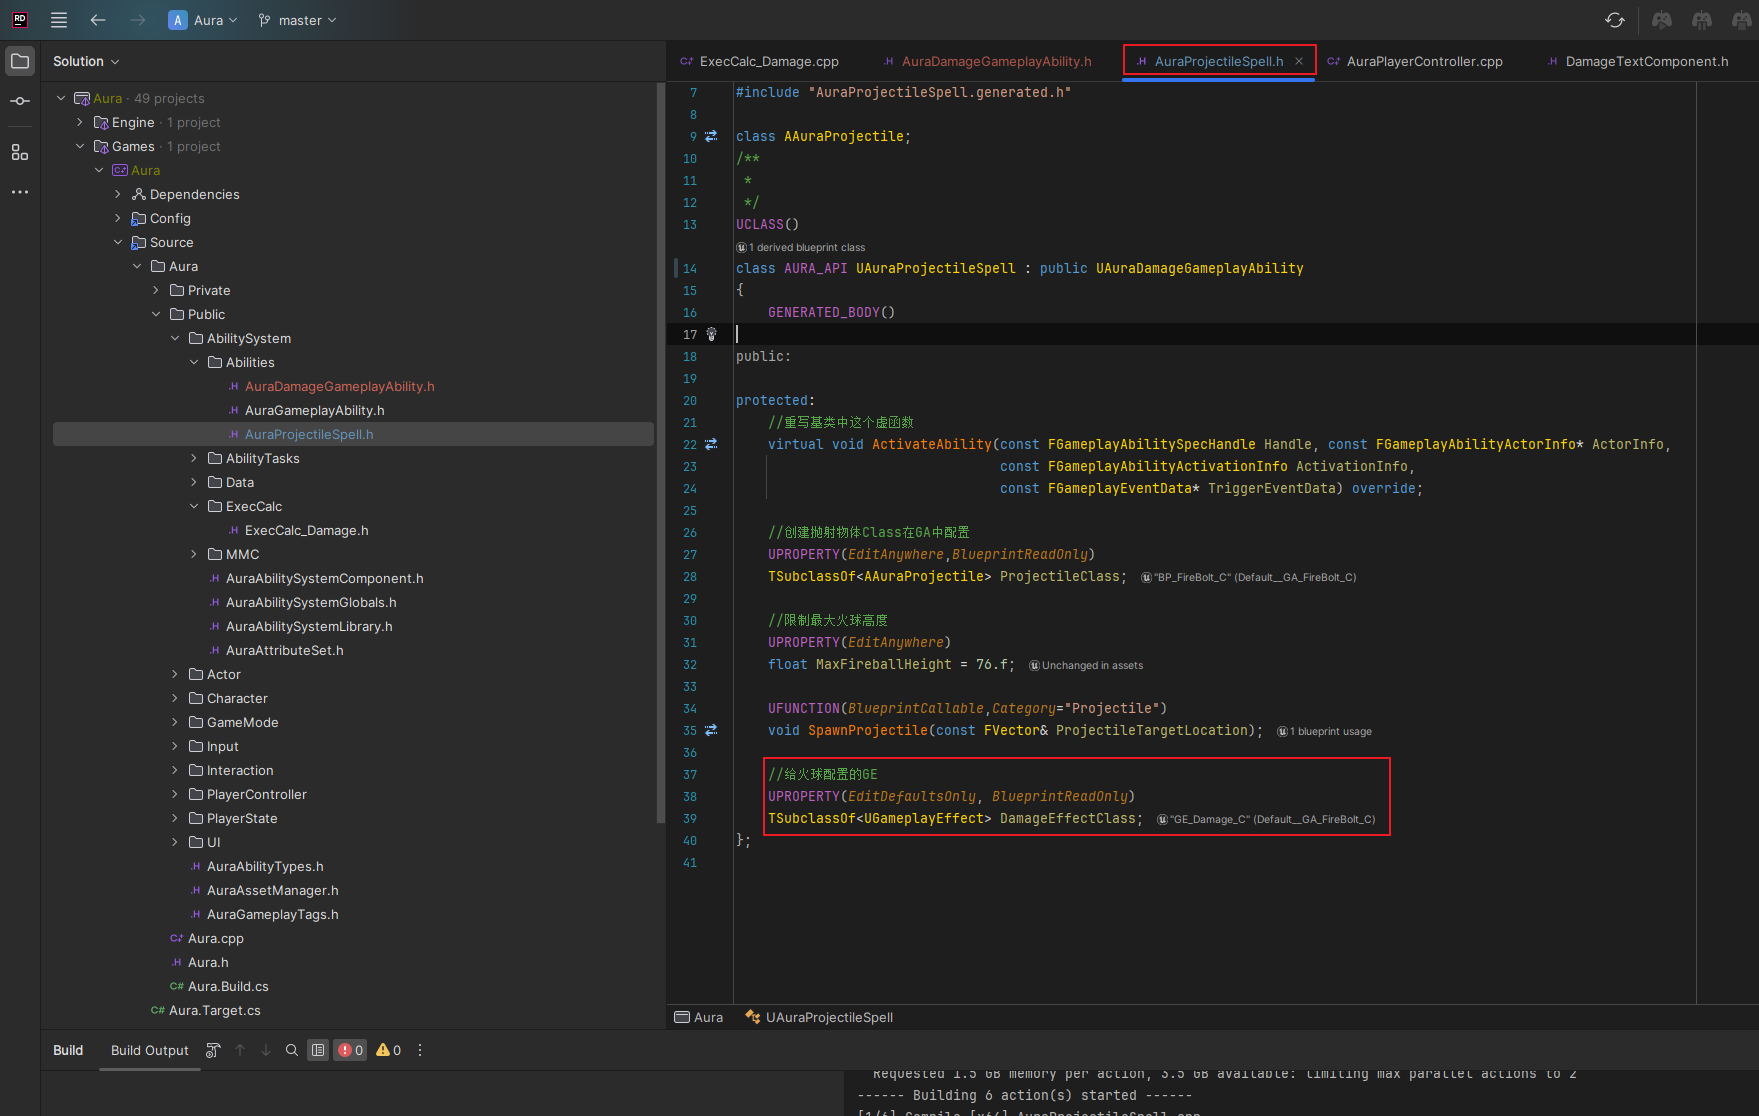 RD
A Aura
master
Solution
ExecCalc_Damage.cpp
.H AuraDamageGameplayAbility.h
.H AuraProjectileSpell.h
AuraPlayerController.cpp
.H DamageTextComponent.h
Aura · 49 projects
Engine · 1 project
Games · 1 project
Aura
Dependencies
Config
Source
Aura
Private
Public
AbilitySystem
Abilities
.H AuraDamageGameplayAbility.h
.H AuraGameplayAbility.h
.H AuraProjectileSpell.h
AbilityTasks
Data
ExecCalc
.H ExecCalc_Damage.h
MMC
.H AuraAbilitySystemComponent.h
.H AuraAbilitySystemGlobals.h
.H AuraAbilitySystemLibrary.h
.H AuraAttributeSet.h
Actor
Character
GameMode
Input
Interaction
PlayerController
PlayerState
UI
.H AuraAbilityTypes.h
.H AuraAssetManager.h
.H AuraGameplayTags.h
Aura.cpp
.H Aura.h
C# Aura.Build.cs
C# Aura.Target.cs
7 #include "AuraProjectileSpell.generated.h"
8
9 class AAuraProjectile;
10 /**
11 *
12 */
13 UCLASS()
1 derived blueprint class
14 class AURA_API UAuraProjectileSpell : public UAuraDamageGameplayAbility
15 {
16 GENERATED_BODY()
17
18 public:
19
20 protected:
21 //重写基类中这个虚函数
22 virtual void ActivateAbility(const FGameplayAbilitySpecHandle Handle, const FGameplayAbilityActorInfo* ActorInfo,
23 const FGameplayAbilityActivationInfo ActivationInfo,
24 const FGameplayEventData* TriggerEventData) override;
25
26 //创建抛射物体Class在GA中配置
27 UPROPERTY(EditAnywhere,BlueprintReadOnly)
28 TSubclassOf<AAuraProjectile> ProjectileClass; "BP_FireBolt_C" (Default__GA_FireBolt_C)
29
30 //限制最大火球高度
31 UPROPERTY(EditAnywhere)
32 float MaxFireballHeight = 76.f; Unchanged in assets
33
34 UFUNCTION(BlueprintCallable,Category="Projectile")
35 void SpawnProjectile(const FVector& ProjectileTargetLocation); 1 blueprint usage
36
37 //给火球配置的GE
38 UPROPERTY(EditDefaultsOnly, BlueprintReadOnly)
39 TSubclassOf<UGameplayEffect> DamageEffectClass; "GE_Damage_C" (Default__GA_FireBolt_C)
40 };
41
Aura UAuraProjectileSpell
Build
Build Output
0
0
Requested 1.5 GB memory per action, 3.5 GB available: limiting max parallel actions to 2
------ Building 6 action(s) started ------
[1/6] Compile [x64] AuraProjectileSpell.cpp